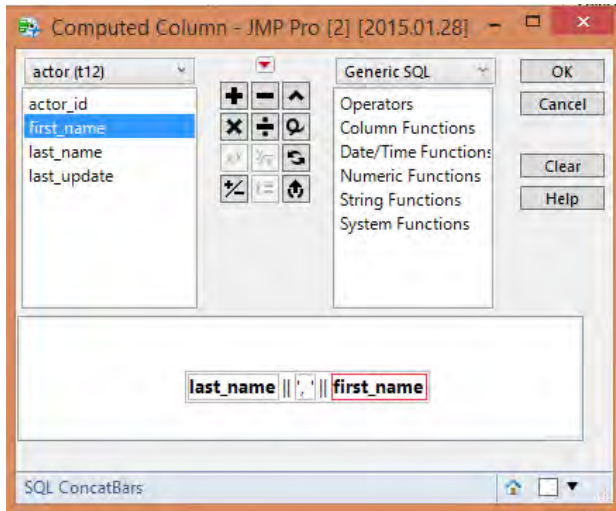 Computed Column - JMP Pro [2] [2015.01.28]
actor (t12)
Generic SQL
OK
Cancel
Clear
Help
actor_id
first_name
last_name
last_update
Operators
Column Functions
Date/Time Functions
Numeric Functions
String Functions
System Functions
last_name || ', ' || first_name
SQL ConcatBars